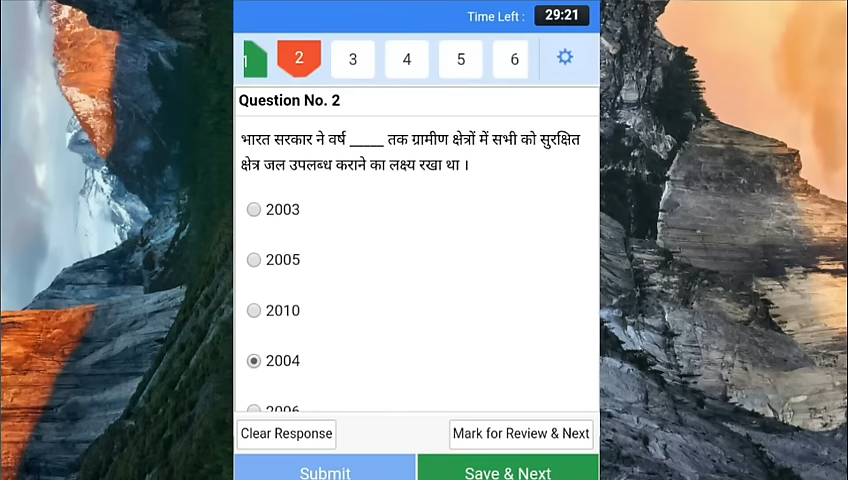 Time Left : 29:21
1 2 3 4 5 6
Question No. 2
भारत सरकार ने वर्ष _____ तक ग्रामीण क्षेत्रों में सभी को सुरक्षित
क्षेत्र जल उपलब्ध कराने का लक्ष्य रखा था ।
2003
2005
2010
2004
2006
Clear Response Mark for Review & Next
Submit Save & Next